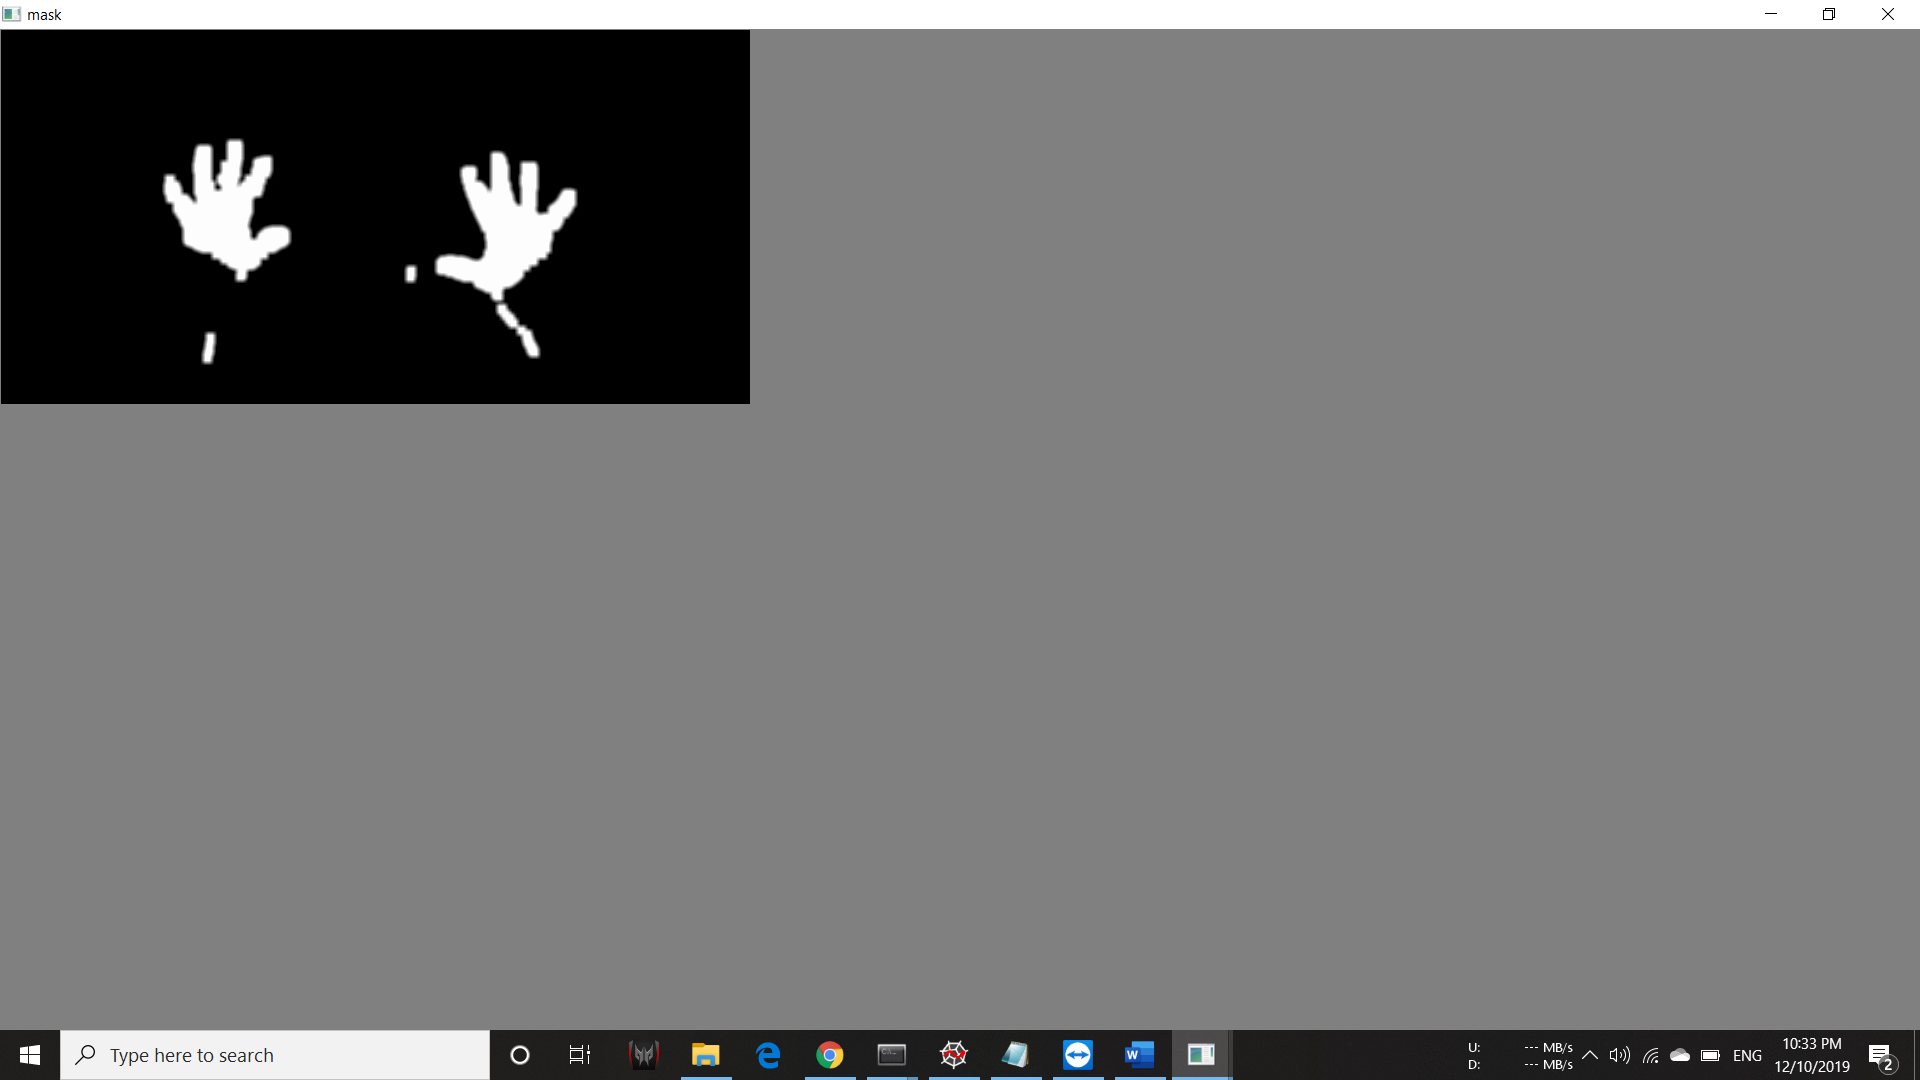 mask
Type here to search
U: --- MB/s
D: --- MB/s
ENG
10:33 PM
12/10/2019
2